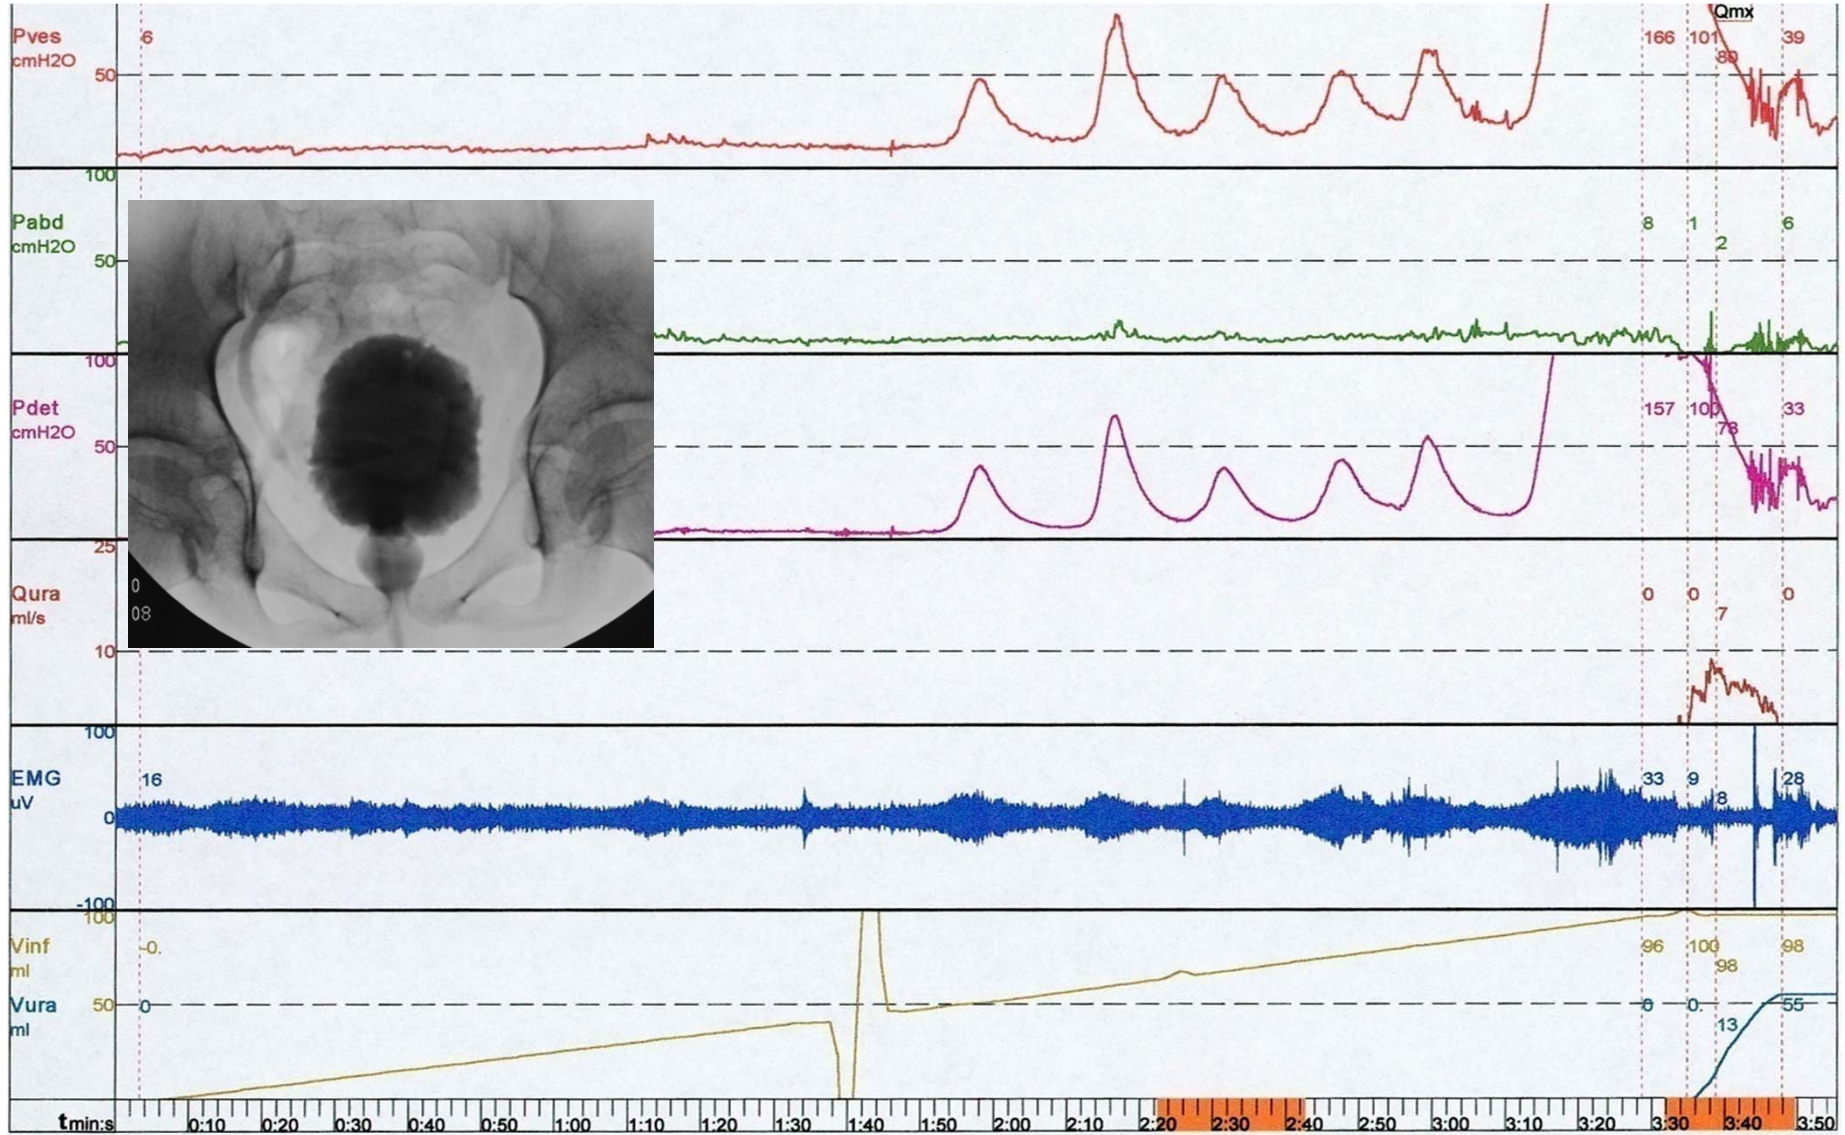 Qmx
Pves 6 166 101 39
cmH2O 80
50
100
Pabd 8 1 6
cmH2O 2
50
100
Pdet 157 100 33
cmH2O 78
50
25
Qura 0 0 0
ml/s 7
10
0
08
100
EMG 16 33 9 28
uV 8
0
-100
100
Vinf -0. 96 100 98
ml 98
Vura 50 0 0 0. 55
ml 13
tmin:s 0:10 0:20 0:30 0:40 0:50 1:00 1:10 1:20 1:30 1:40 1:50 2:00 2:10 2:20 2:30 2:40 2:50 3:00 3:10 3:20 3:30 3:40 3:50